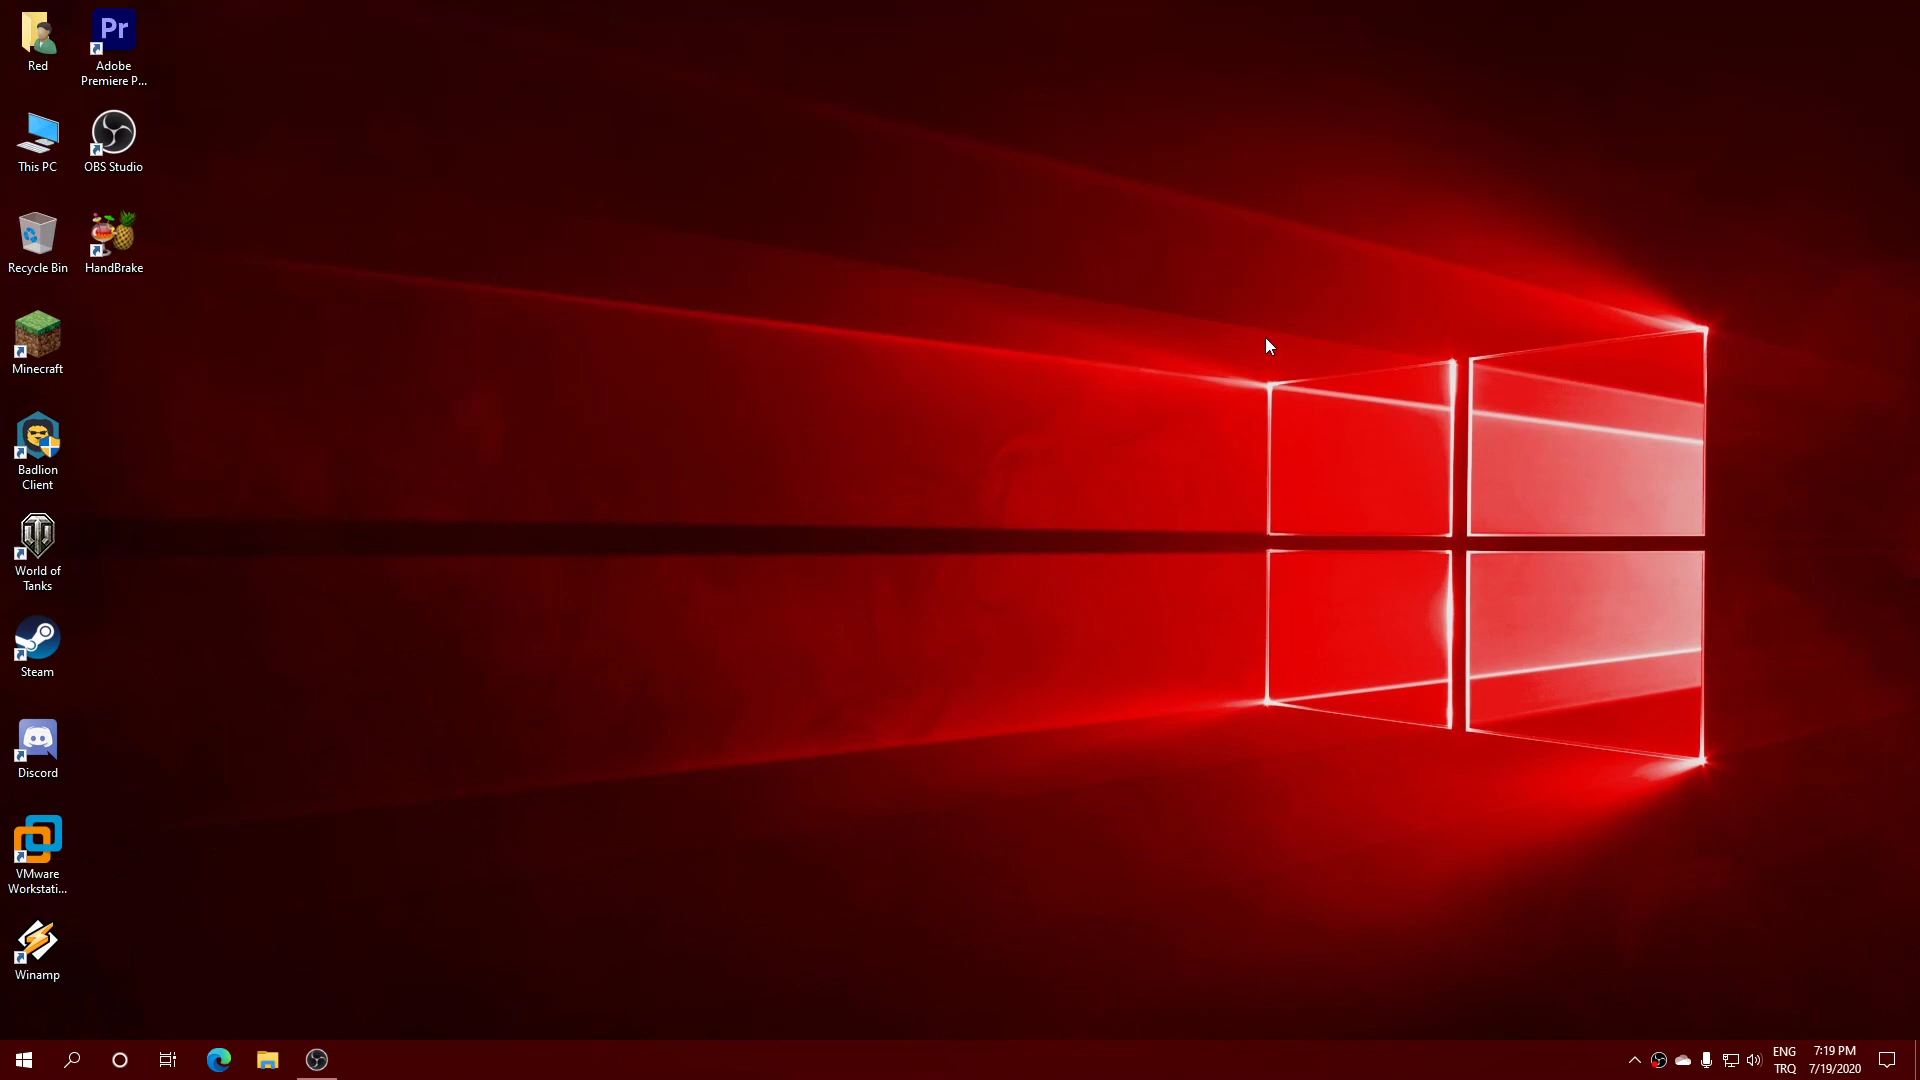 Red
This PC
Recycle Bin
Minecraft
Badlion
Client
World of
Tanks
Steam
Discord
VMware
Workstati...
Winamp
Pr
Adobe
Premiere P...
OBS Studio
HandBrake
ENG
TRQ
7:19 PM
7/19/2020